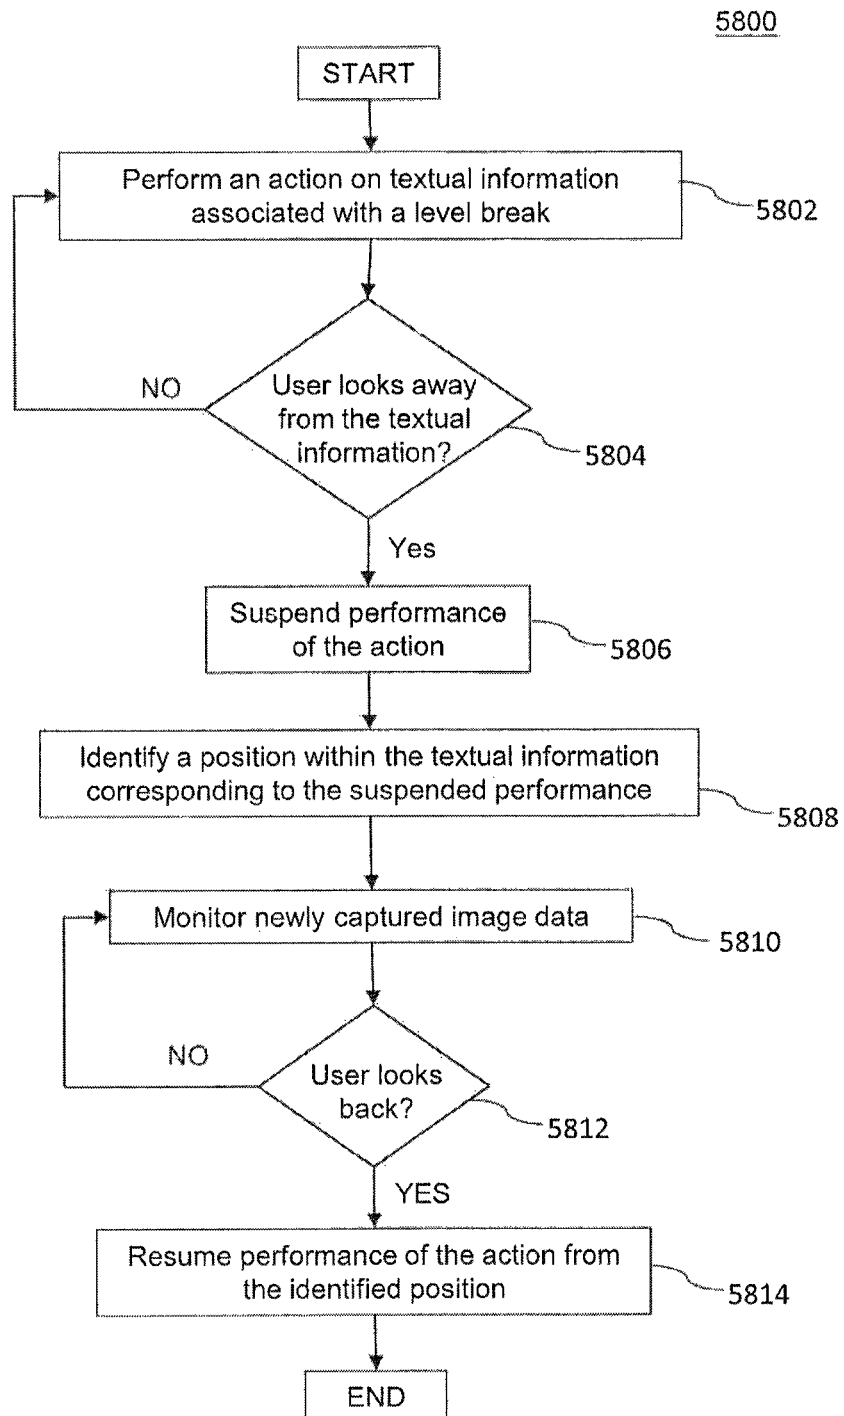 5800
START
Perform an action on textual information
associated with a level break
5802
NO
User looks away
from the textual
information?
5804
Yes
Suspend performance
of the action
5806
Identify a position within the textual information
corresponding to the suspended performance
5808
Monitor newly captured image data
5810
NO
User looks
back?
5812
YES
Resume performance of the action from
the identified position
5814
END